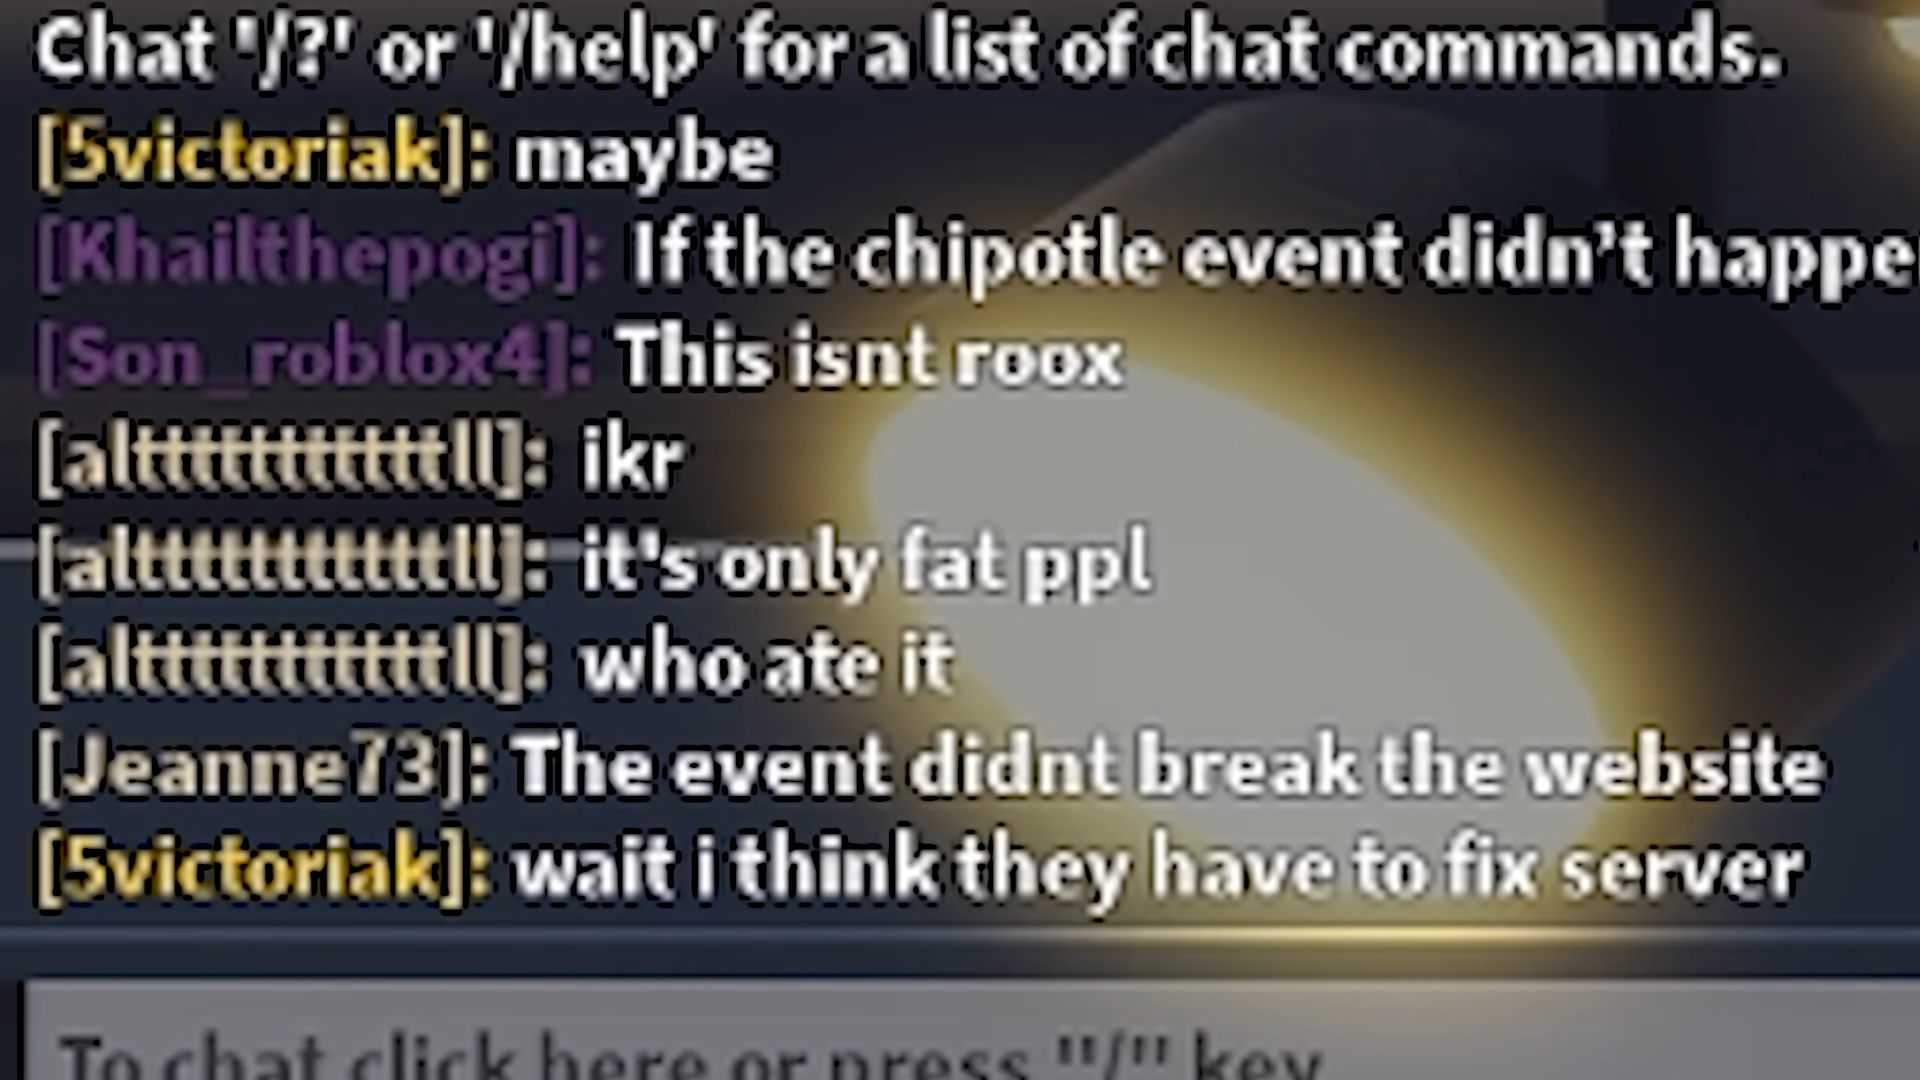 Chat '/?' or '/help' for a list of chat commands.
[5victoriak]: maybe
[Khailthepogi]: If the chipotle event didn’t happe
[Son_roblox4]: This isnt roox
[altttttttttttll]: ikr
[altttttttttttll]: it's only fat ppl
[altttttttttttll]: who ate it
[Jeanne73]: The event didnt break the website
[5victoriak]: wait i think they have to fix server
To chat click here or press "/" key